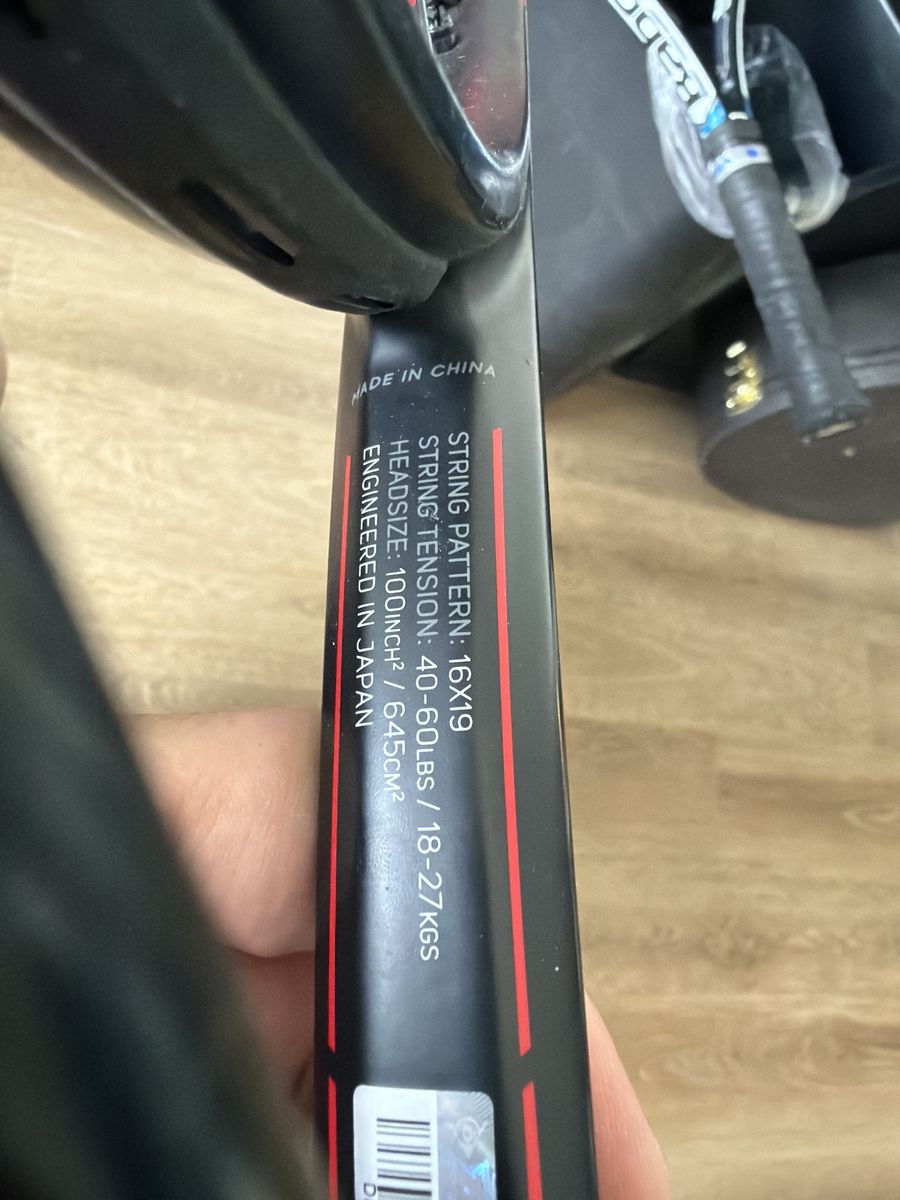 MADE IN CHINA
STRING PATTERN: 16X19
STRING TENSION: 40-60LBS / 18-27KGS
HEADSIZE: 100INCH² / 645CM²
ENGINEERED IN JAPAN